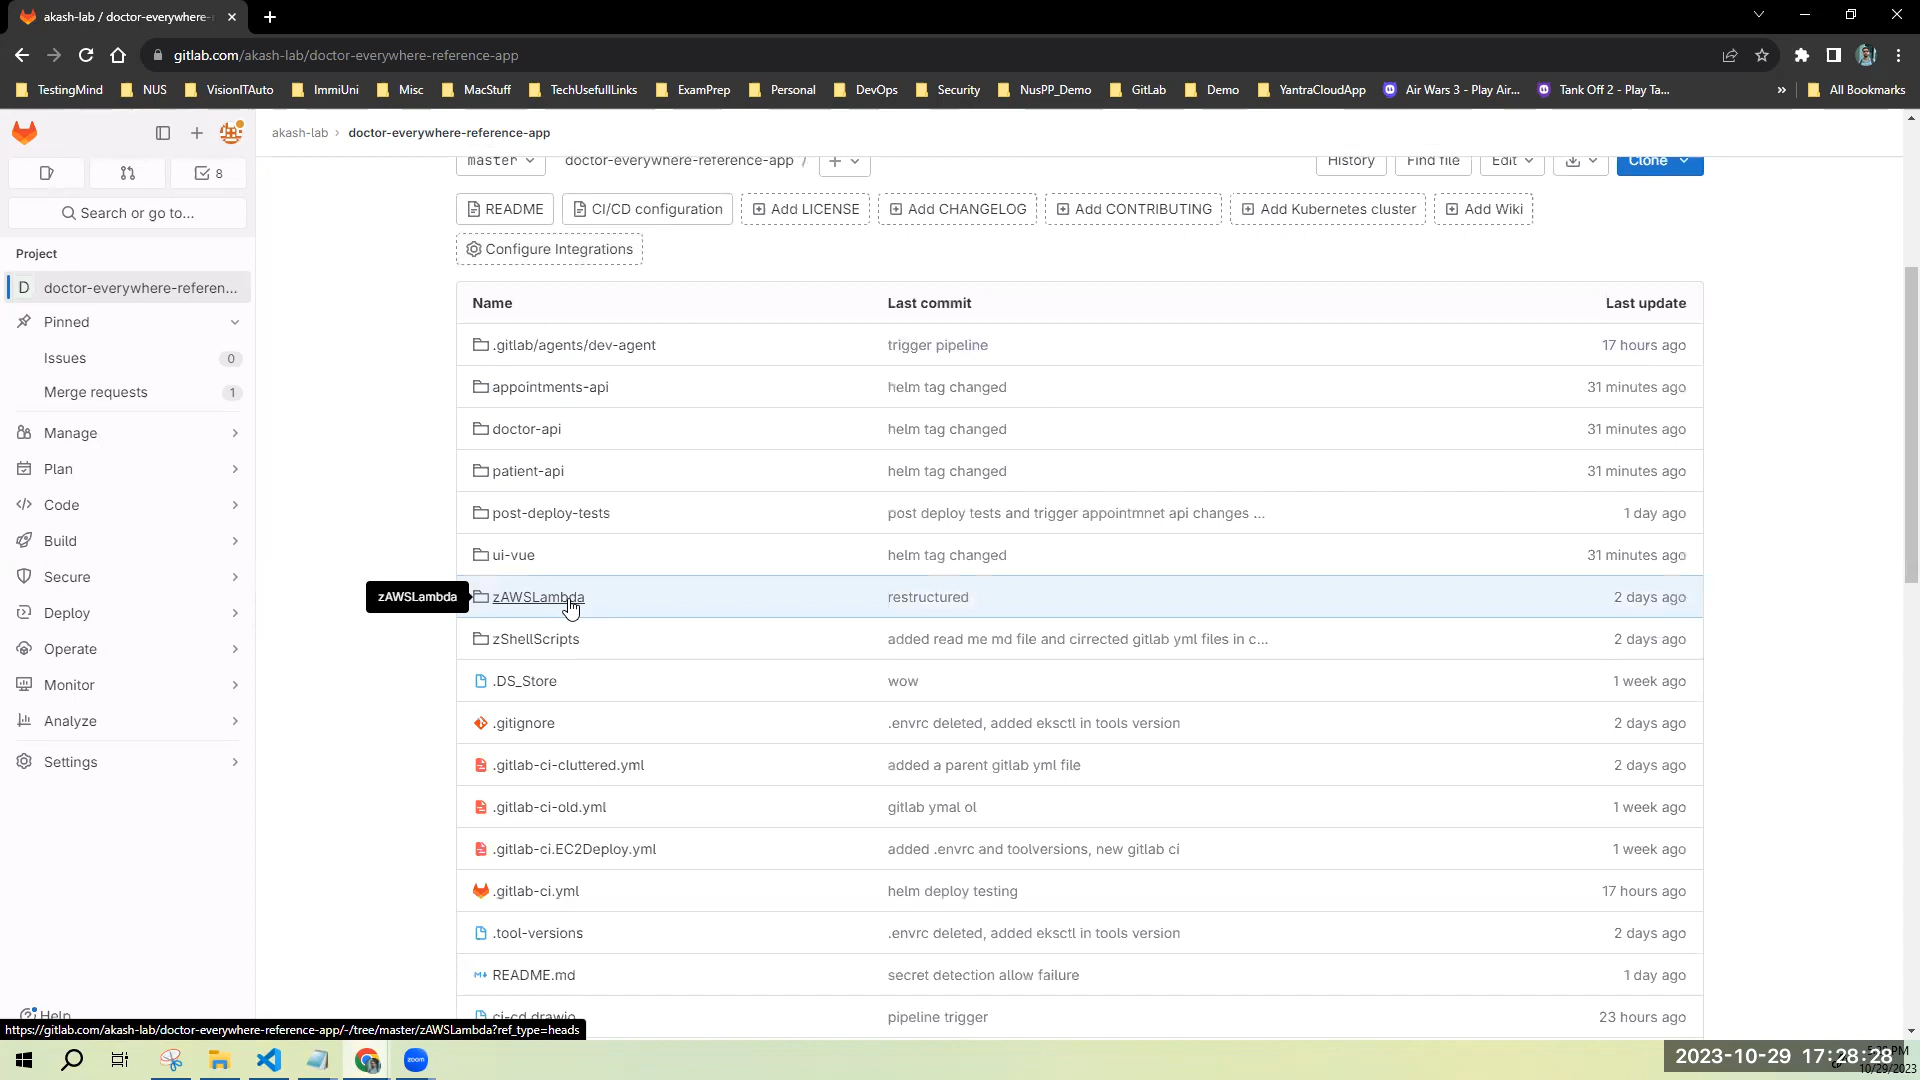 akash-lab / doctor-everywhere-
gitlab.com/akash-lab/doctor-everywhere-reference-app
TestingMind NUS VisionITAuto ImmiUni Misc MacStuff TechUsefullLinks ExamPrep Personal DevOps Security NusPP_Demo GitLab Demo YantraCloudApp Air Wars 3 - Play Air... Tank Off 2 - Play Ta... » All Bookmarks
akash-lab › doctor-everywhere-reference-app
master doctor-everywhere-reference-app / + History Find file Edit Clone
8
Search or go to...
README CI/CD configuration Add LICENSE Add CHANGELOG Add CONTRIBUTING Add Kubernetes cluster Add Wiki
Configure Integrations
Project
D doctor-everywhere-referen...
Pinned
Issues 0
Merge requests 1
Manage
Plan
Code
Build
Secure
Deploy
Operate
Monitor
Analyze
Settings
Help
Name Last commit Last update
.gitlab/agents/dev-agent trigger pipeline 17 hours ago
appointments-api helm tag changed 31 minutes ago
doctor-api helm tag changed 31 minutes ago
patient-api helm tag changed 31 minutes ago
post-deploy-tests post deploy tests and trigger appointmnet api changes ... 1 day ago
ui-vue helm tag changed 31 minutes ago
zAWSLambda zAWSLambda restructured 2 days ago
zShellScripts added read me md file and cirrected gitlab yml files in c... 2 days ago
.DS_Store wow 1 week ago
.gitignore .envrc deleted, added eksctl in tools version 2 days ago
.gitlab-ci-cluttered.yml added a parent gitlab yml file 2 days ago
.gitlab-ci-old.yml gitlab ymal ol 1 week ago
.gitlab-ci.EC2Deploy.yml added .envrc and toolversions, new gitlab ci 1 week ago
.gitlab-ci.yml helm deploy testing 17 hours ago
.tool-versions .envrc deleted, added eksctl in tools version 2 days ago
README.md secret detection allow failure 1 day ago
ci-cd.drawio pipeline trigger 23 hours ago
https://gitlab.com/akash-lab/doctor-everywhere-reference-app/-/tree/master/zAWSLambda?ref_type=heads
zoom
2023-10-29 17:28:28
10/29/2023